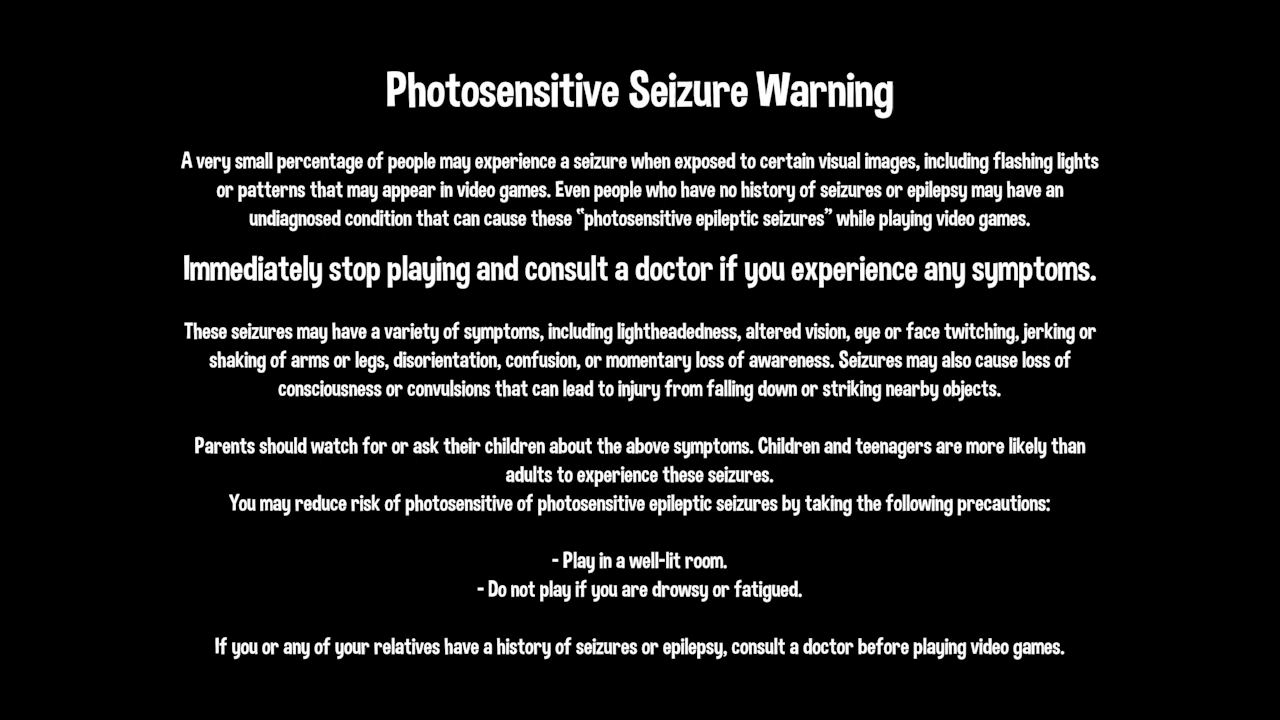 Photosensitive Seizure Warning
A very small percentage of people may experience a seizure when exposed to certain visual images, including flashing lights
or patterns that may appear in video games. Even people who have no history of seizures or epilepsy may have an
undiagnosed condition that can cause these “photosensitive epileptic seizures” while playing video games.
Immediately stop playing and consult a doctor if you experience any symptoms.
These seizures may have a variety of symptoms, including lightheadedness, altered vision, eye or face twitching, jerking or
shaking of arms or legs, disorientation, confusion, or momentary loss of awareness. Seizures may also cause loss of
consciousness or convulsions that can lead to injury from falling down or striking nearby objects.
Parents should watch for or ask their children about the above symptoms. Children and teenagers are more likely than
adults to experience these seizures.
You may reduce risk of photosensitive of photosensitive epileptic seizures by taking the following precautions:
- Play in a well-lit room.
- Do not play if you are drowsy or fatigued.
If you or any of your relatives have a history of seizures or epilepsy, consult a doctor before playing video games.